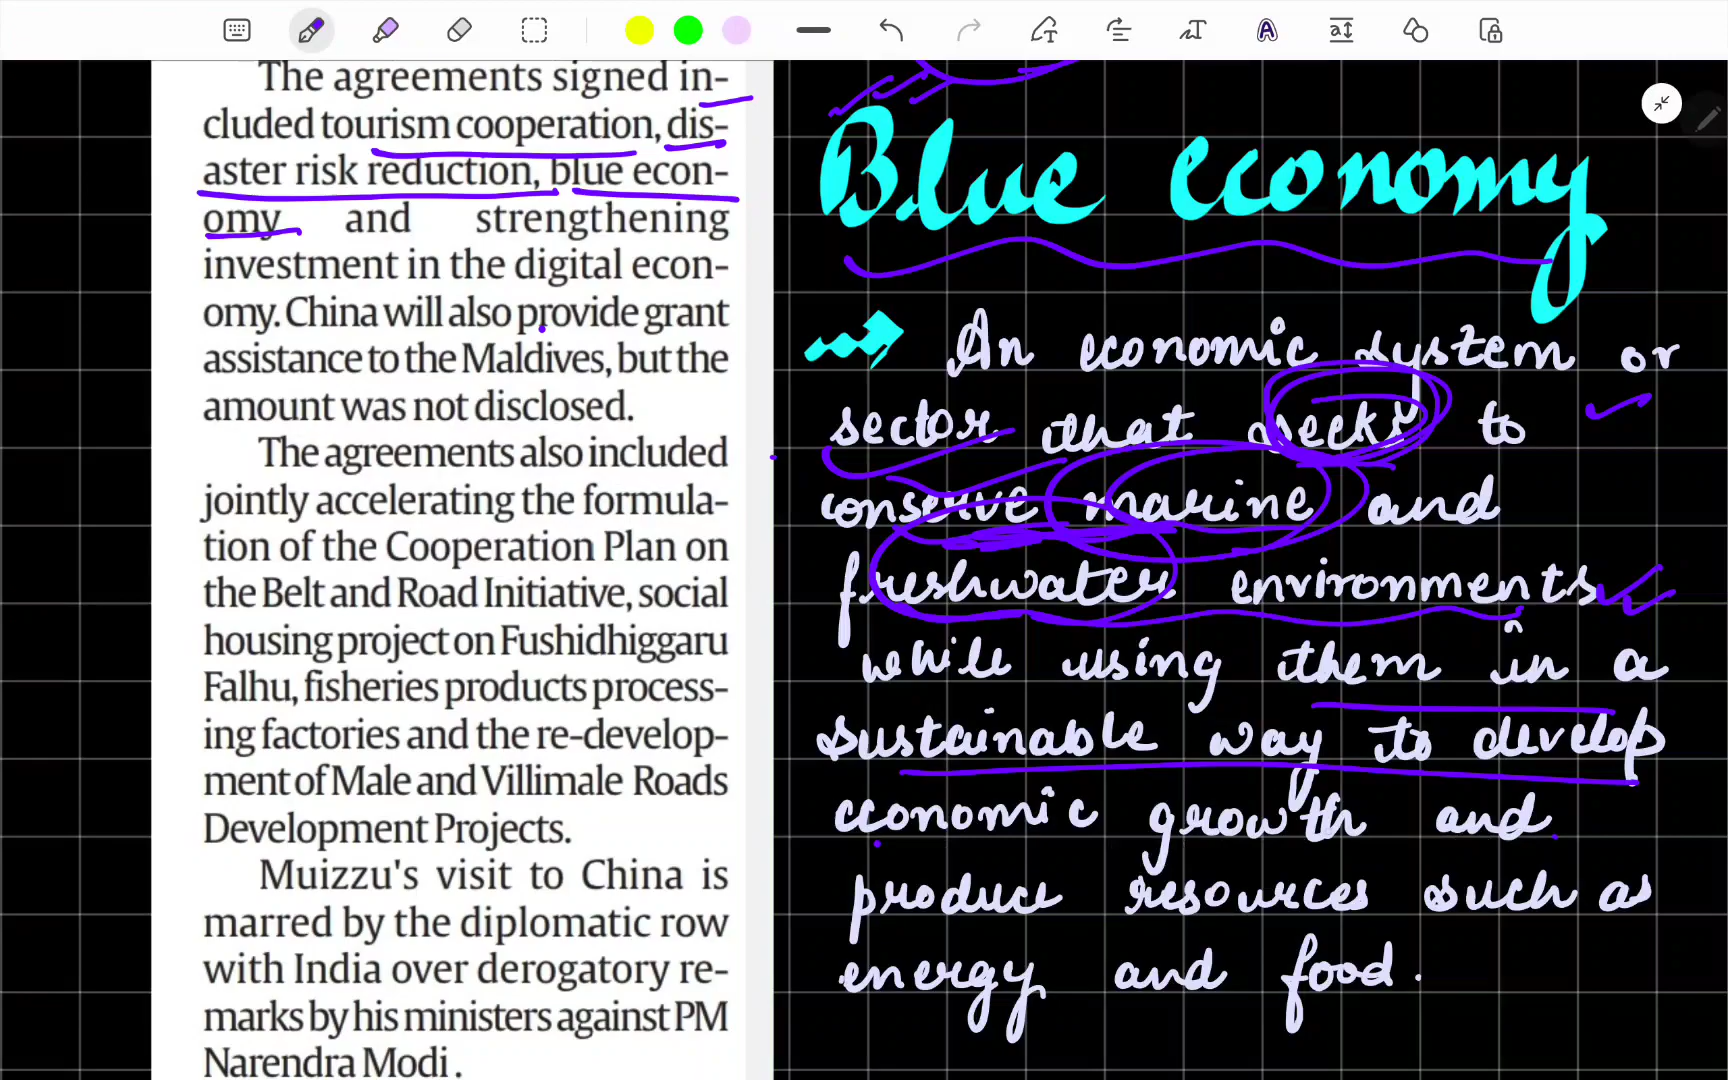 The agreements signed in-
cluded tourism cooperation, dis-
aster risk reduction, blue econ-
omy and strengthening
investment in the digital econ-
omy. China will also provide grant
assistance to the Maldives, but the
amount was not disclosed.
The agreements also included
jointly accelerating the formula-
tion of the Cooperation Plan on
the Belt and Road Initiative, social
housing project on Fushidhiggaru
Falhu, fisheries products process-
ing factories and the re-develop-
ment of Male and Villimale Roads
Development Projects.
Muizzu's visit to China is
marred by the diplomatic row
with India over derogatory re-
marks by his ministers against PM
Narendra Modi .
Blue economy
An economic system or
sector that seeks to
conserve marine and
freshwater environments
while using them in a
sustainable way to develop
economic growth and
produce resources such as
energy and food.